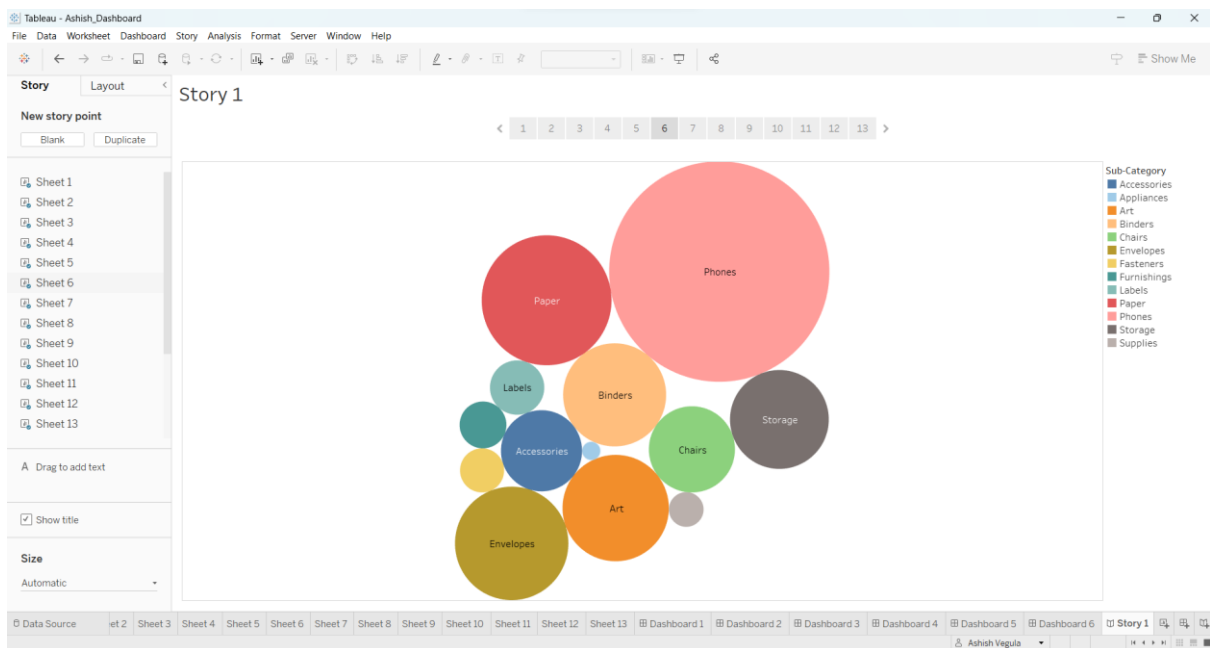 Tableau - Ashish_Dashboard
File Data Worksheet Dashboard Story Analysis Format Server Window Help
Show Me
Story Layout
New story point
Blank Duplicate
Sheet 1
Sheet 2
Sheet 3
Sheet 4
Sheet 5
Sheet 6
Sheet 7
Sheet 8
Sheet 9
Sheet 10
Sheet 11
Sheet 12
Sheet 13
A Drag to add text
Show title
Size
Automatic
Story 1
1 2 3 4 5 6 7 8 9 10 11 12 13
Phones
Paper
Labels
Binders
Storage
Accessories
Chairs
Art
Envelopes
Sub-Category
Accessories
Appliances
Art
Binders
Chairs
Envelopes
Fasteners
Furnishings
Labels
Paper
Phones
Storage
Supplies
Data Source et2 Sheet 3 Sheet 4 Sheet 5 Sheet 6 Sheet 7 Sheet 8 Sheet 9 Sheet 10 Sheet 11 Sheet 12 Sheet 13 Dashboard 1 Dashboard 2 Dashboard 3 Dashboard 4 Dashboard 5 Dashboard 6 Story 1
Ashish Vegula